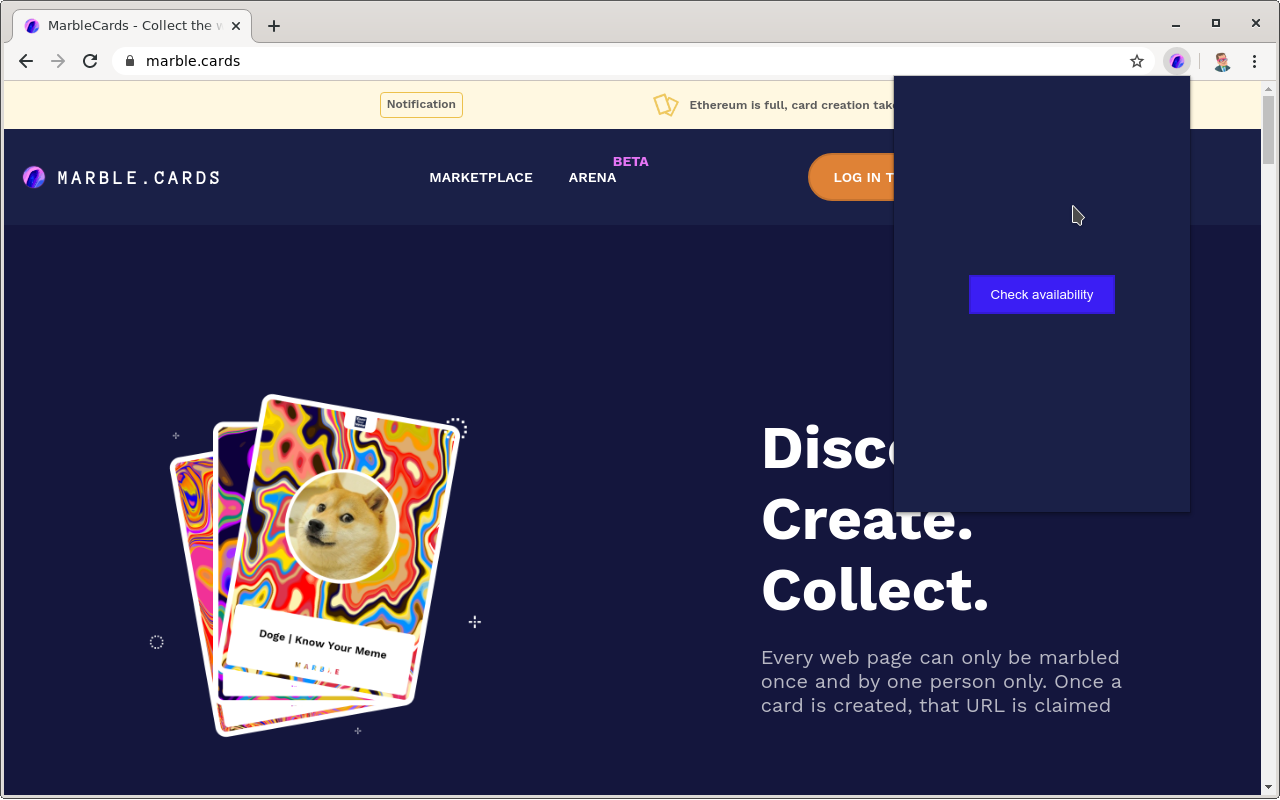 MarbleCards - Collect the w
marble.cards
Notification
Ethereum is full, card creation take
MARBLE.CARDS
MARKETPLACE
ARENA
BETA
LOG IN T
Check availability
Disco
Create.
Collect.
Every web page can only be marbled
once and by one person only. Once a
card is created, that URL is claimed
Doge | Know Your Meme
MARBLE